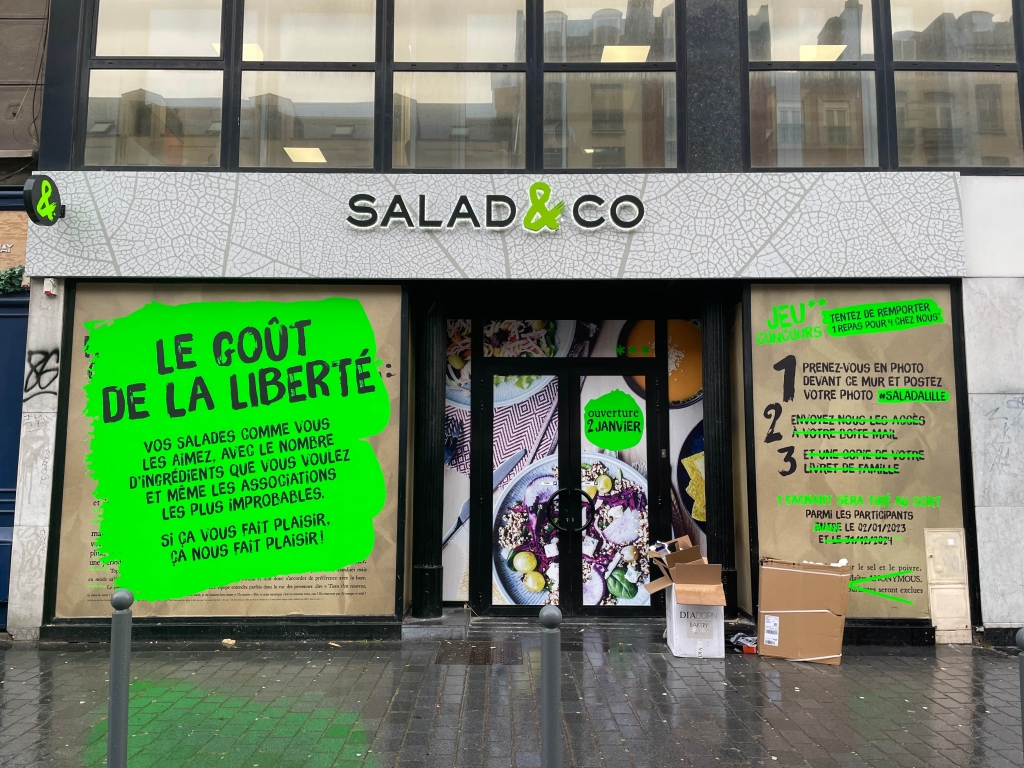 SALAD & CO
LE GOÛT
DE LA LIBERTÉ
VOS SALADES COMME VOUS
LES AIMEZ, AVEC LE NOMBRE
D'INGRÉDIENTS QUE VOUS VOULEZ
ET MÊME LES ASSOCIATIONS
LES PLUS IMPROBABLES.
SI ÇA VOUS FAIT PLAISIR,
ÇA NOUS FAIT PLAISIR!
ouverture
2 JANVIER
JEU**
CONCOURS
TENTEZ DE REMPORTER
1 REPAS POUR 4 CHEZ NOUS
1 PRENEZ-VOUS EN PHOTO
DEVANT CE MUR ET POSTEZ
VOTRE PHOTO #SALADALILLE
2 ENVOYEZ NOUS LES ACCÈS
À VOTRE BOITE MAIL
3 ET UNE COPIE DE VOTRE
LIVRET DE FAMILLE
1 GAGNANT SERA TIRÉ AU SORT
PARMI LES PARTICIPANTS
ENTRE LE 02/01/2023
ET LE 31/12/2024
le sel et le poivre.
ANONYMOUS,
seront exclues
&